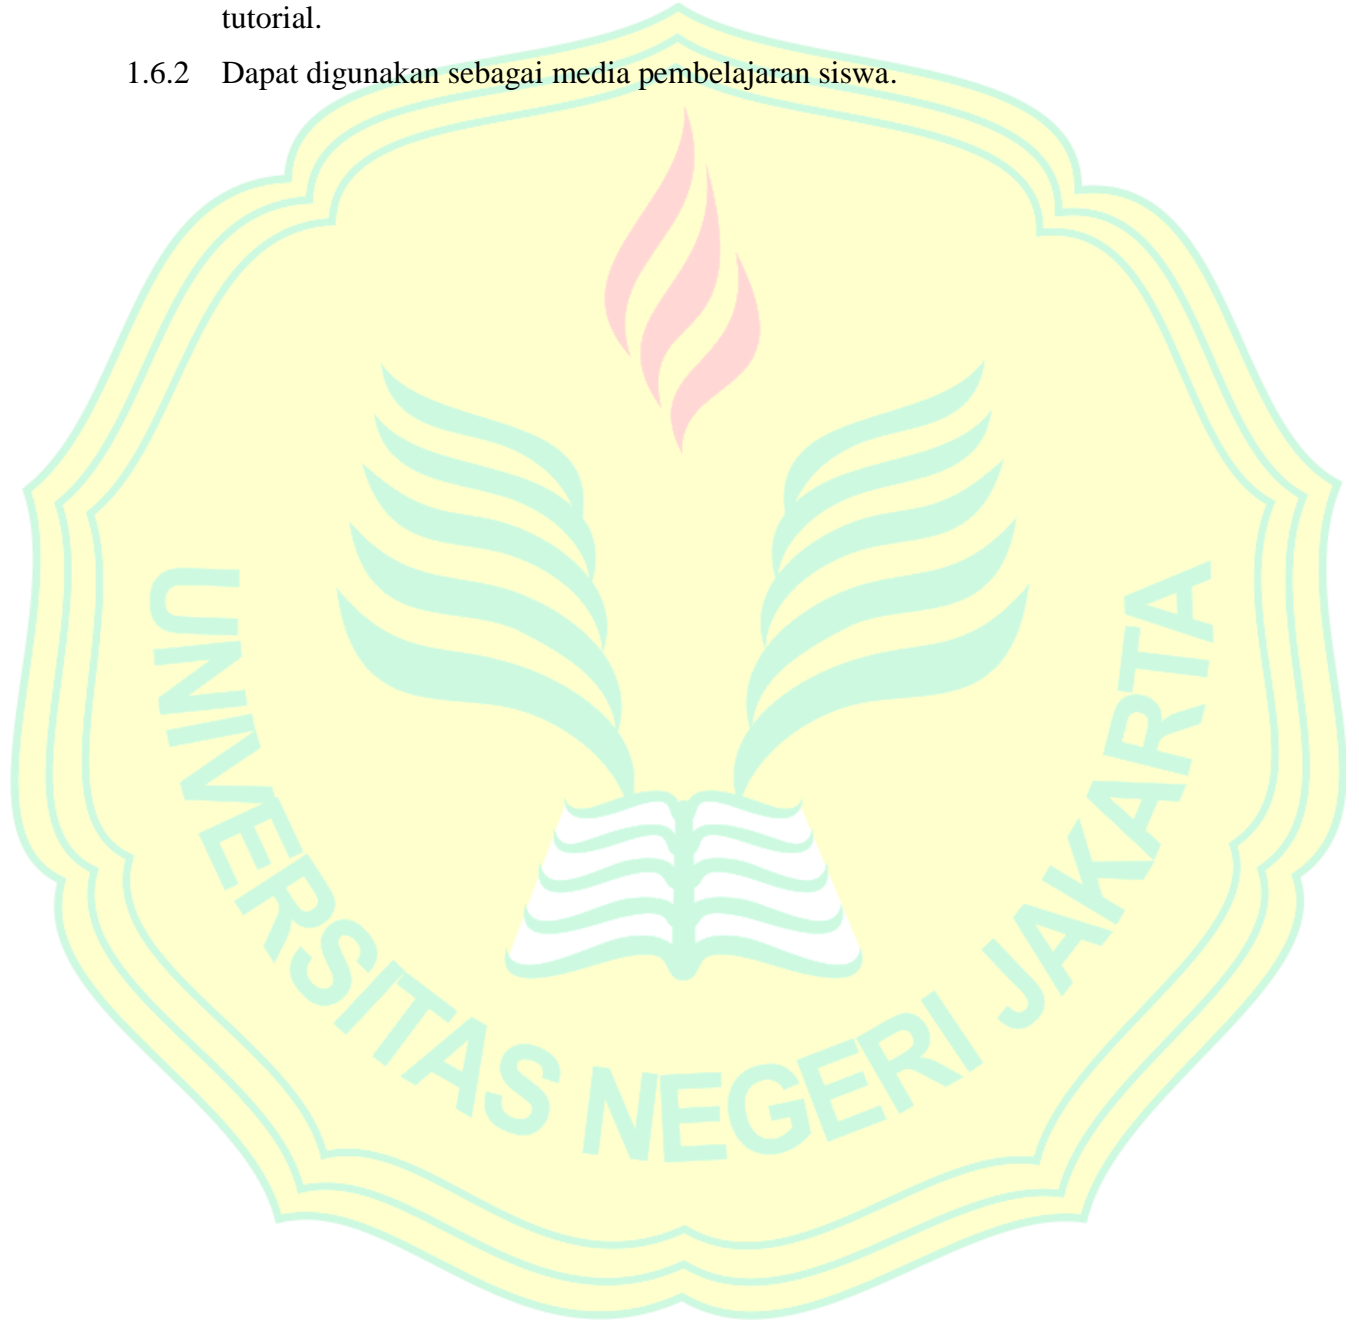 tutorial.
1.6.2 Dapat digunakan sebagai media pembelajaran siswa.
UNIVERSITAS NEGERI JAKARTA